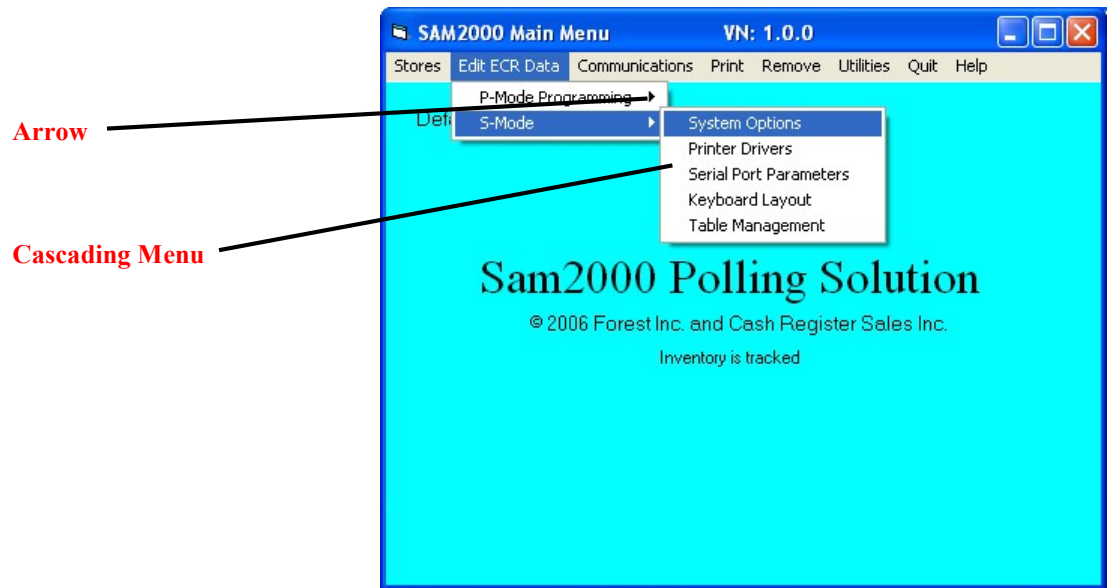 SAM2000 Main Menu VN: 1.0.0
Stores Edit ECR Data Communications Print Remove Utilities Quit Help
P-Mode Programming
Arrow
Def
S-Mode
System Options
Printer Drivers
Serial Port Parameters
Keyboard Layout
Table Management
Cascading Menu
Sam2000 Polling Solution
© 2006 Forest Inc. and Cash Register Sales Inc.
Inventory is tracked